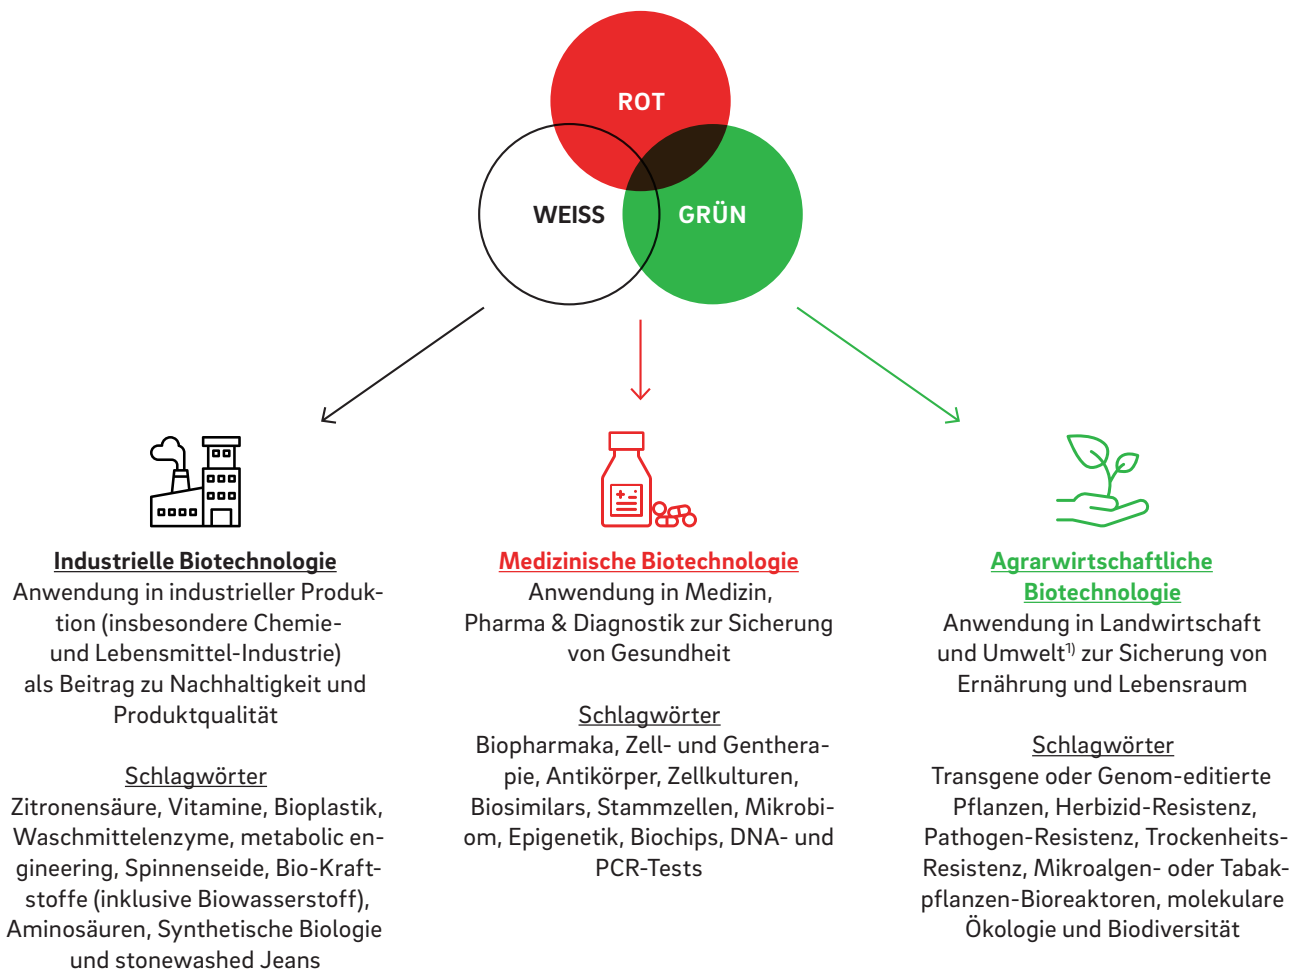 ROT
WEISS
GRÜN
Industrielle Biotechnologie
Anwendung in industrieller Produk-
tion (insbesondere Chemie-
und Lebensmittel-Industrie)
als Beitrag zu Nachhaltigkeit und
Produktqualität
Schlagwörter
Zitronensäure, Vitamine, Bioplastik,
Waschmittelenzyme, metabolic en-
gineering, Spinnenseide, Bio-Kraft-
stoffe (inklusive Biowasserstoff),
Aminosäuren, Synthetische Biologie
und stonewashed Jeans
Medizinische Biotechnologie
Anwendung in Medizin,
Pharma & Diagnostik zur Sicherung
von Gesundheit
Schlagwörter
Biopharmaka, Zell- und Genthera-
pie, Antikörper, Zellkulturen,
Biosimilars, Stammzellen, Mikrobi-
om, Epigenetik, Biochips, DNA- und
PCR-Tests
Agrarwirtschaftliche
Biotechnologie
Anwendung in Landwirtschaft
und Umwelt¹⁾ zur Sicherung von
Ernährung und Lebensraum
Schlagwörter
Transgene oder Genom-editierte
Pflanzen, Herbizid-Resistenz,
Pathogen-Resistenz, Trockenheits-
Resistenz, Mikroalgen- oder Tabak-
pflanzen-Bioreaktoren, molekulare
Ökologie und Biodiversität